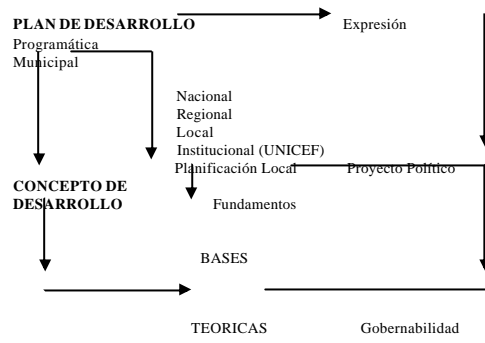 PLAN DE DESARROLLO Expresión
Programática
Municipal
Nacional
Regional
Local
Institucional (UNICEF)
Planificación Local Proyecto Político
CONCEPTO DE
DESARROLLO Fundamentos
BASES
TEORICAS Gobernabilidad